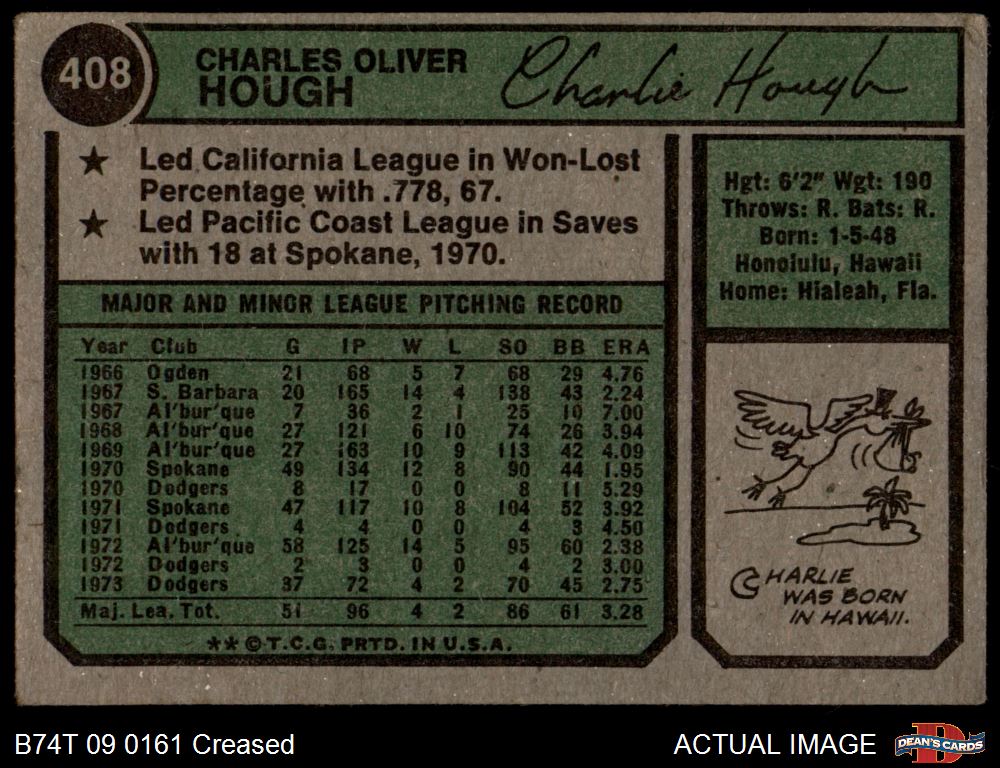 408
CHARLES OLIVER
HOUGH
Charlie Hough
★ Led California League in Won-Lost
Percentage with .778, 67.
★ Led Pacific Coast League in Saves
with 18 at Spokane, 1970.
Hgt: 6'2" Wgt: 190
Throws: R. Bats: R.
Born: 1-5-48
Honolulu, Hawaii
Home: Hialeah, Fla.
MAJOR AND MINOR LEAGUE PITCHING RECORD
Year Club G IP W L SO BB ERA
1966 Ogden 21 68 5 7 68 29 4.76
1967 S. Barbara 20 165 14 4 138 43 2.24
1967 Al'bur'que 7 36 2 1 25 10 7.00
1968 Al'bur'que 27 121 6 10 74 26 3.94
1969 Al'bur'que 27 163 10 9 113 42 4.09
1970 Spokane 49 134 12 8 90 44 1.95
1970 Dodgers 8 17 0 0 8 11 5.29
1971 Spokane 47 117 10 8 104 52 3.92
1971 Dodgers 4 4 0 0 4 3 4.50
1972 Al'bur'que 58 125 14 5 95 60 2.38
1972 Dodgers 2 3 0 0 4 2 3.00
1973 Dodgers 37 72 4 2 70 45 2.75
Maj. Lea. Tot. 51 96 4 2 86 61 3.28
**©T.C.G. PRTD. IN U.S.A.
CHARLIE
WAS BORN
IN HAWAII.
B74T 09 0161 Creased
ACTUAL IMAGE
D
DEAN'S CARDS